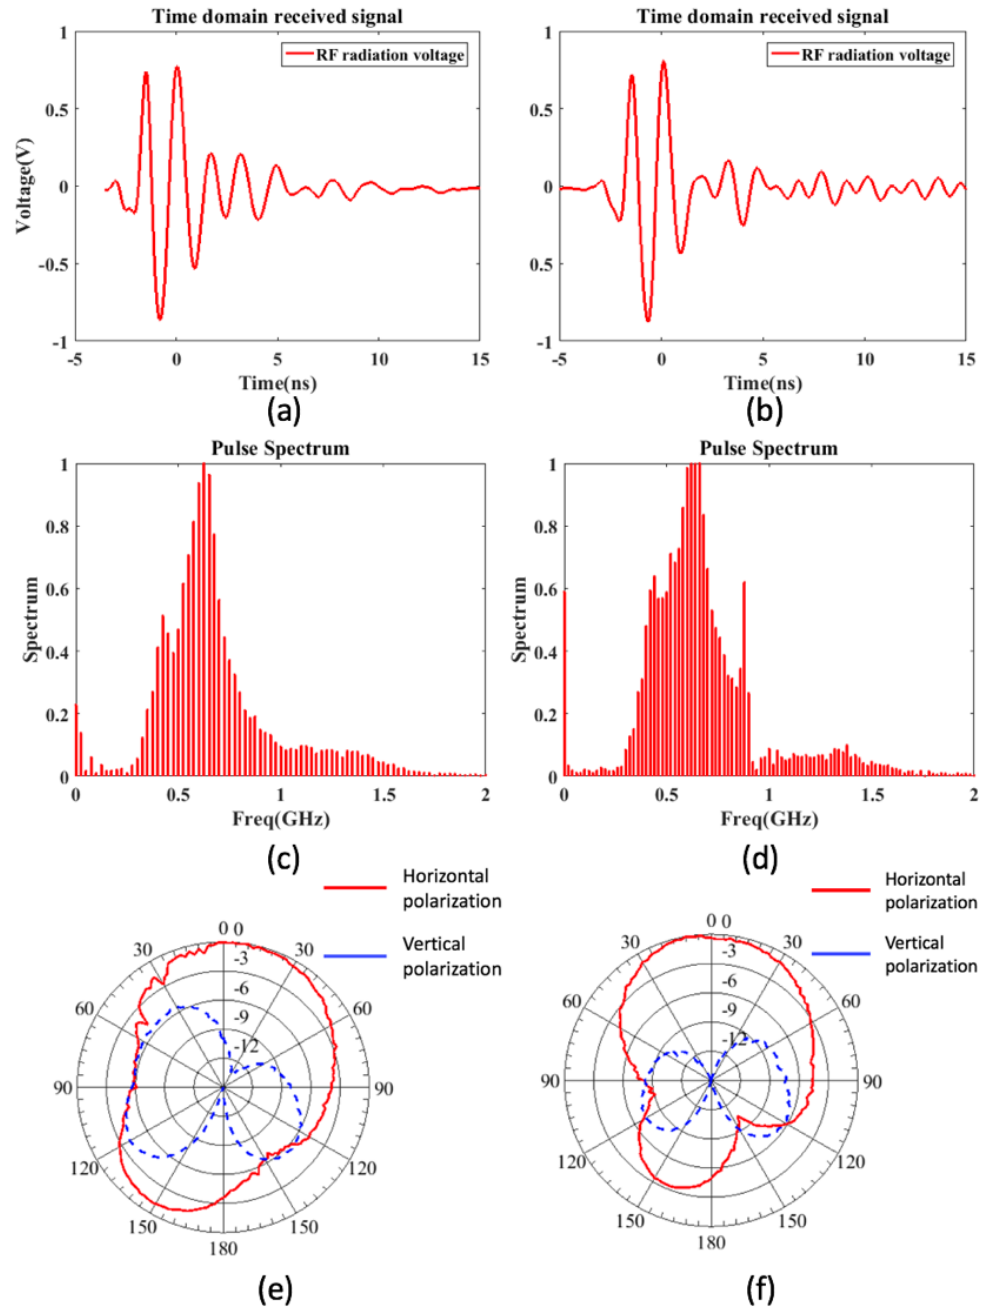 Time domain received signal
RF radiation voltage
1
0.5
0
-0.5
-1
Voltage(V)
-5
0
5
10
15
Time(ns)
(a)
Time domain received signal
RF radiation voltage
1
0.5
0
-0.5
-1
-5
0
5
10
15
Time(ns)
(b)
Pulse Spectrum
1
0.8
0.6
0.4
0.2
0
Spectrum
0
0.5
1
1.5
2
Freq(GHz)
(c)
Pulse Spectrum
1
0.8
0.6
0.4
0.2
0
Spectrum
0
0.5
1
1.5
2
Freq(GHz)
(d)
Horizontal
polarization
Vertical
polarization
0 0
-3
-6
-9
-12
30
30
60
60
90
90
120
120
150
150
180
(e)
Horizontal
polarization
Vertical
polarization
0 0
-3
-6
-9
-12
30
30
60
60
90
90
120
120
150
150
180
(f)